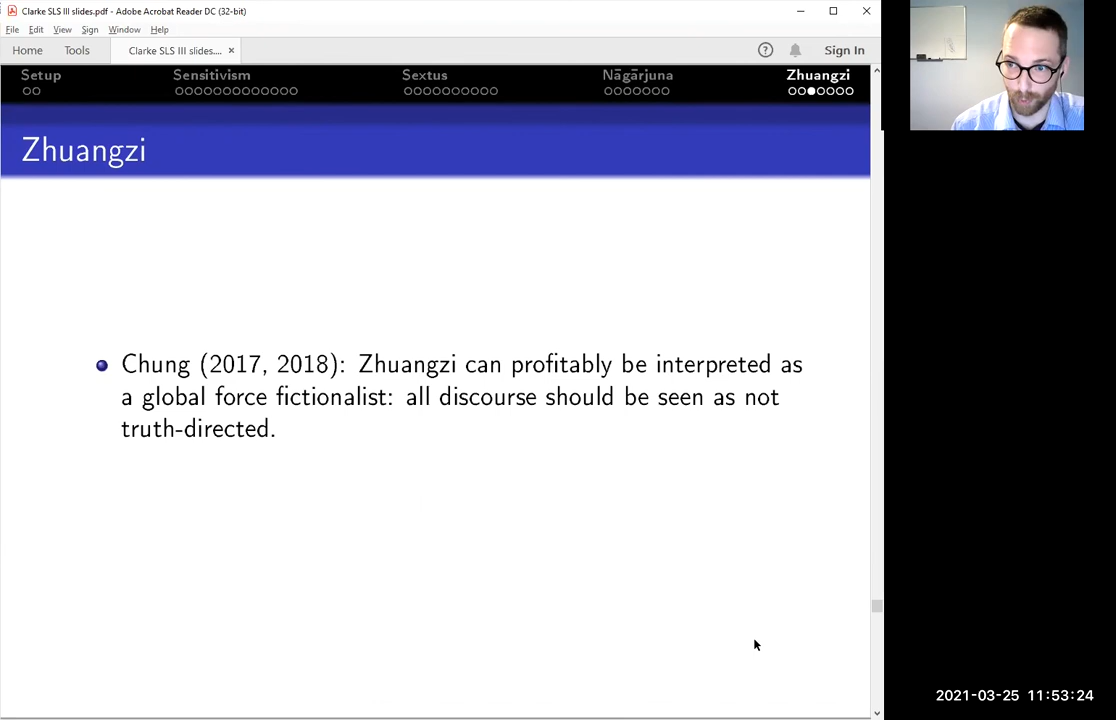 Clarke SLS III slides.pdf - Adobe Acrobat Reader DC (32-bit)
File Edit View Sign Window Help
Home Tools Clarke SLS III slides.... × ? Sign In
Setup Sensitivism Sextus Nāgārjuna Zhuangzi
Zhuangzi
Chung (2017, 2018): Zhuangzi can profitably be interpreted as
a global force fictionalist: all discourse should be seen as not
truth-directed.
2021-03-25 11:53:24